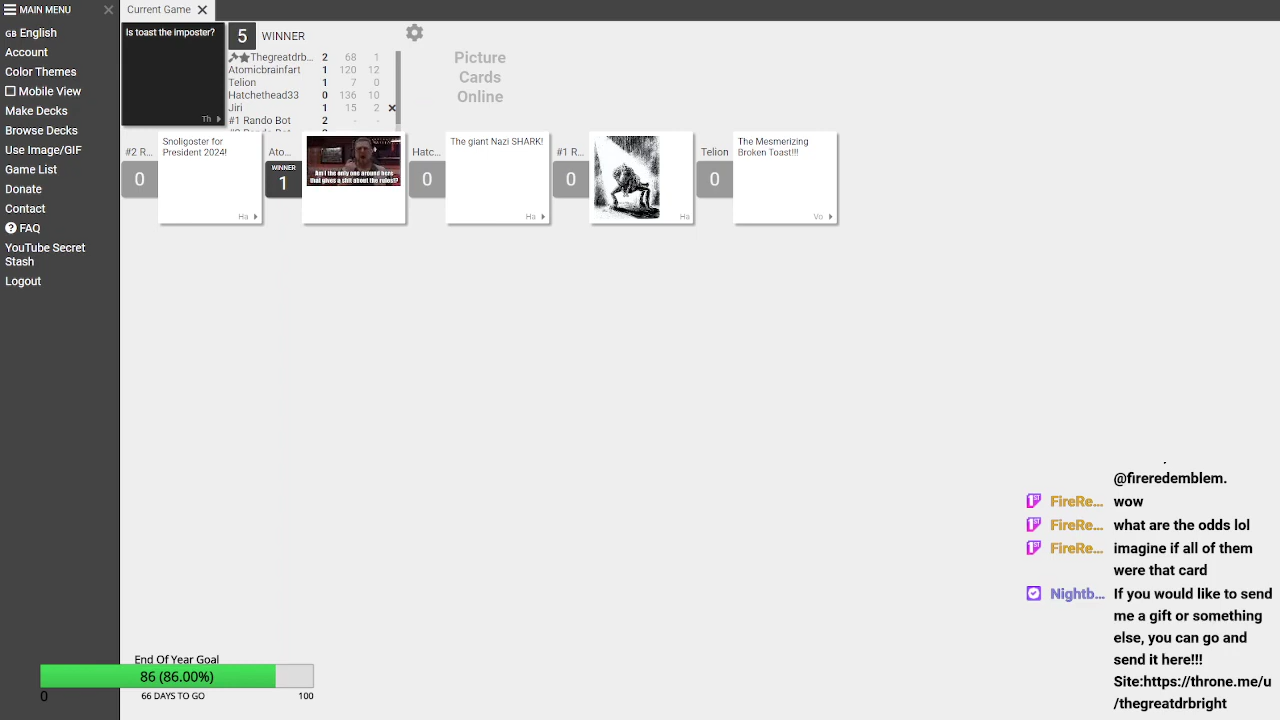 MAIN MENU
GB English
Account
Color Themes
Mobile View
Make Decks
Browse Decks
Use Image/GIF
Game List
Donate
Contact
FAQ
YouTube Secret
Stash
Logout
Current Game
Is toast the imposter?
Th
5 WINNER
Thegreatdrb... 2 68 1
Atomicbrainfart 1 120 12
Telion 1 7 0
Hatchethead33 0 136 10
Jiri 1 15 2
#1 Rando Bot 2 - -
Picture
Cards
Online
#2 R...
0
Snoligoster for
President 2024!
Ha
Ato...
WINNER
1
Am I the only one around here
that gives a shit about the rules!?
Hatc...
0
The giant Nazi SHARK!
Ha
#1 R...
0
Ha
Telion
0
The Mesmerizing
Broken Toast!!!
Vo
@fireredemblem.
FireRe... wow
FireRe... what are the odds lol
FireRe... imagine if all of them
were that card
Nightb... If you would like to send
me a gift or something
else, you can go and
send it here!!!
Site:https://throne.me/u
/thegreatdrbright
End Of Year Goal
86 (86.00%)
0 66 DAYS TO GO 100